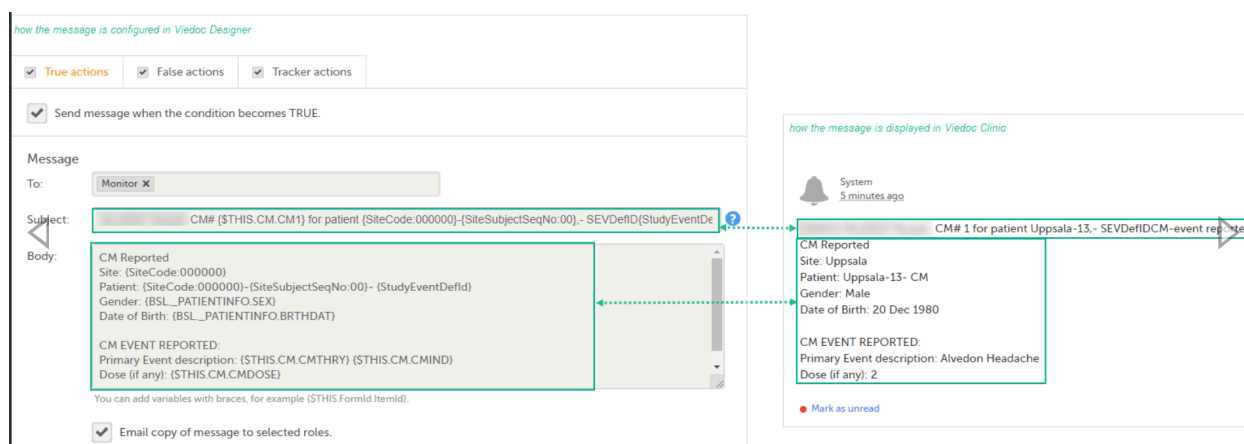 how the message is configured in Viedoc Designer
True actions
False actions
Tracker actions
Send message when the condition becomes TRUE.
Message
To: Monitor ×
Subject: CM# {$THIS.CM.CM1} for patient {SiteCode:000000}-{SiteSubjectSeqNo:00},- SEVDefID{StudyEventDe ?
Body: CM Reported
Site: {SiteCode:000000}
Patient: {SiteCode:000000}-{SiteSubjectSeqNo:00}- {StudyEventDefId}
Gender: {BSL._PATIENTINFO.SEX}
Date of Birth: {BSL._PATIENTINFO.BRTHDAT}
CM EVENT REPORTED:
Primary Event description: {$THIS.CM.CMTHRY} {$THIS.CM.CMIND}
Dose (if any): {$THIS.CM.CMDOSE}
You can add variables with braces, for example {$THIS.FormId.ItemId}.
Email copy of message to selected roles.
how the message is displayed in Viedoc Clinic
System
5 minutes ago
CM# 1 for patient Uppsala-13,- SEVDefIDCM-event reporte
CM Reported
Site: Uppsala
Patient: Uppsala-13- CM
Gender: Male
Date of Birth: 20 Dec 1980
CM EVENT REPORTED:
Primary Event description: Alvedon Headache
Dose (if any): 2
Mark as unread